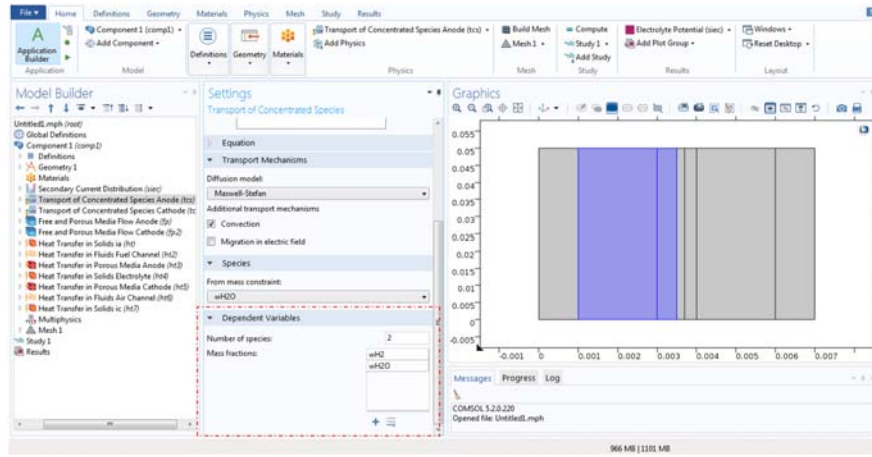 File Home Definitions Geometry Materials Physics Mesh Study Results
Application Builder
Component 1 (comp1)
Add Component
Definitions
Geometry
Materials
Transport of Concentrated Species Anode (tcs)
Add Physics
Build Mesh
Mesh 1
Compute
Study 1
Add Study
Electrolyte Potential (siec)
Add Plot Group
Windows
Reset Desktop
Application Model Physics Mesh Study Results Layout
Model Builder
Untitled1.mph (root)
Global Definitions
Component 1 (comp1)
Definitions
Geometry 1
Materials
Secondary Current Distribution (siec)
Transport of Concentrated Species Anode (tcs)
Transport of Concentrated Species Cathode (tc
Free and Porous Media Flow Anode (fp)
Free and Porous Media Flow Cathode (fp2)
Heat Transfer in Solids ia (ht)
Heat Transfer in Fluids Fuel Channel (ht2)
Heat Transfer in Porous Media Anode (ht3)
Heat Transfer in Solids Electrolyte (ht4)
Heat Transfer in Porous Media Cathode (ht5)
Heat Transfer in Fluids Air Channel (ht6)
Heat Transfer in Solids ic (ht7)
Multiphysics
Mesh 1
Study 1
Results
Settings
Transport of Concentrated Species
Equation
Transport Mechanisms
Diffusion model:
Maxwell-Stefan
Additional transport mechanisms
Convection
Migration in electric field
Species
From mass constraint:
wH2O
Dependent Variables
Number of species: 2
Mass fractions: wH2
wH2O
Graphics
0.055
0.05
0.045
0.04
0.035
0.03
0.025
0.02
0.015
0.01
0.005
0
-0.005
-0.001 0 0.001 0.002 0.003 0.004 0.005 0.006 0.007
Messages Progress Log
COMSOL 5.2.0.220
Opened file: Untitled1.mph
966 MB | 1101 MB